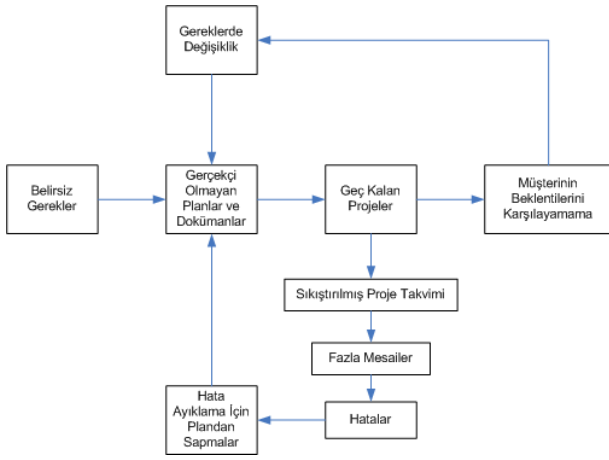 Gereklerde
Değişiklik
Belirsiz
Gerekler
Gerçekçi
Olmayan
Planlar ve
Dokümanlar
Geç Kalan
Projeler
Müşterinin
Beklentilerini
Karşılayamama
Sıkıştırılmış Proje Takvimi
Fazla Mesailer
Hatalar
Hata
Ayıklama İçin
Plandan
Sapmalar